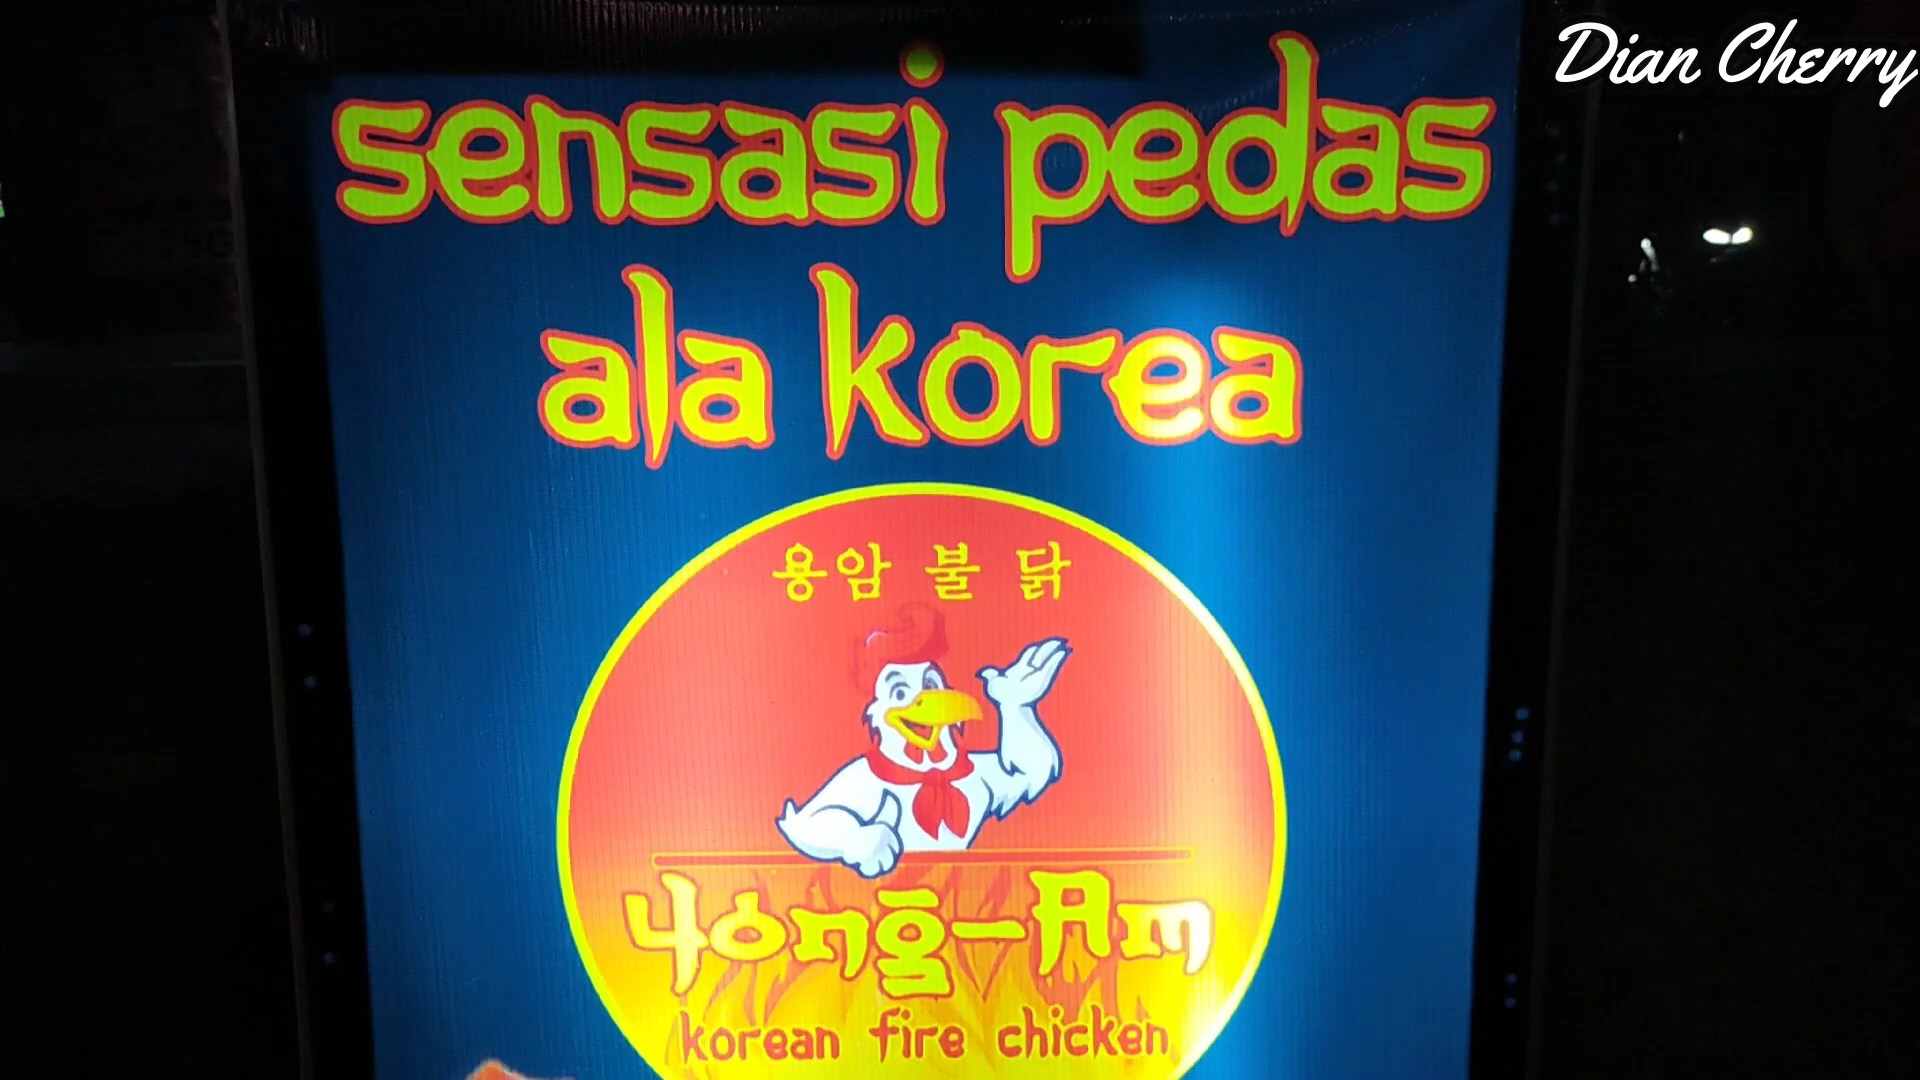 Dian Cherry
sensasi pedas
ala korea
용암 불 닭
Yong-Am
korean fire chicken